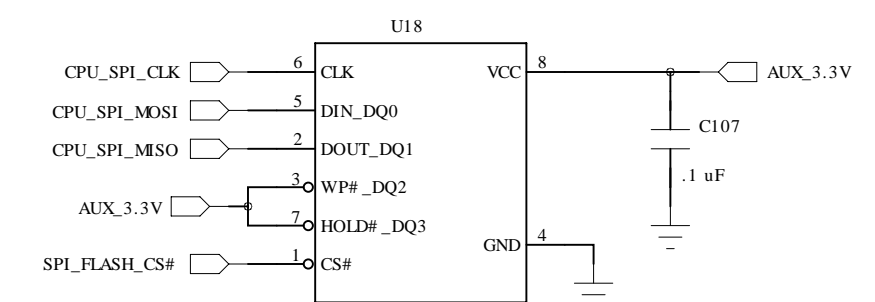 U18
CPU_SPI_CLK 6 CLK VCC 8 AUX_3.3V
CPU_SPI_MOSI 5 DIN_DQ0
C107
CPU_SPI_MISO 2 DOUT_DQ1
.1 uF
3 WP#_DQ2
AUX_3.3V
7 HOLD#_DQ3
GND 4
SPI_FLASH_CS# 1 CS#